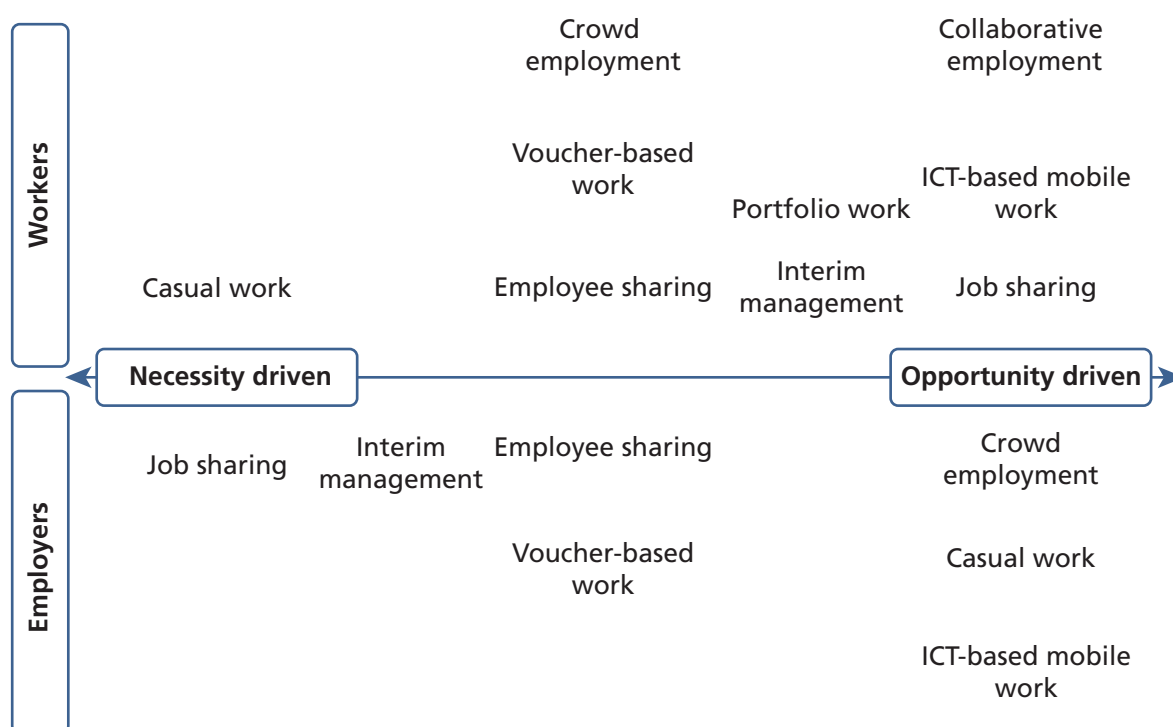 Workers
Crowd
employment
Collaborative
employment
Voucher-based
work
Portfolio work
ICT-based mobile
work
Casual work
Employee sharing
Interim
management
Job sharing
Necessity driven
Opportunity driven
Employers
Job sharing
Interim
management
Employee sharing
Crowd
employment
Voucher-based
work
Casual work
ICT-based mobile
work